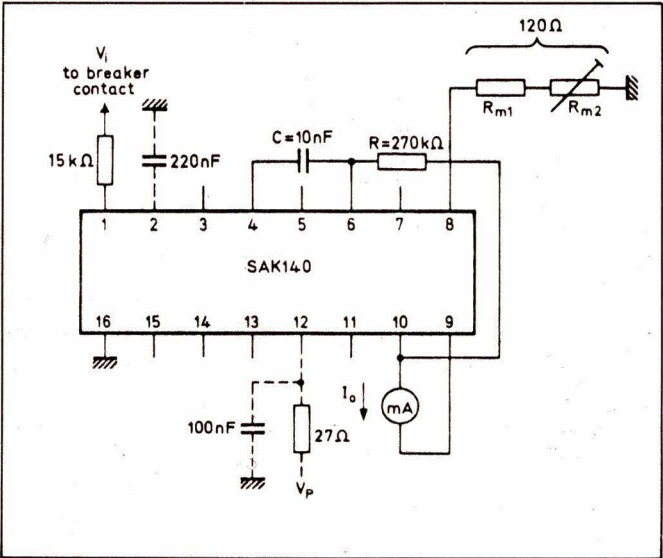 120Ω
Vi
to breaker
contact
Rm1
Rm2
C=10nF
R=270kΩ
15kΩ
220nF
1 2 3 4 5 6 7 8
SAK140
16 15 14 13 12 11 10 9
Io
mA
100nF
27Ω
VP